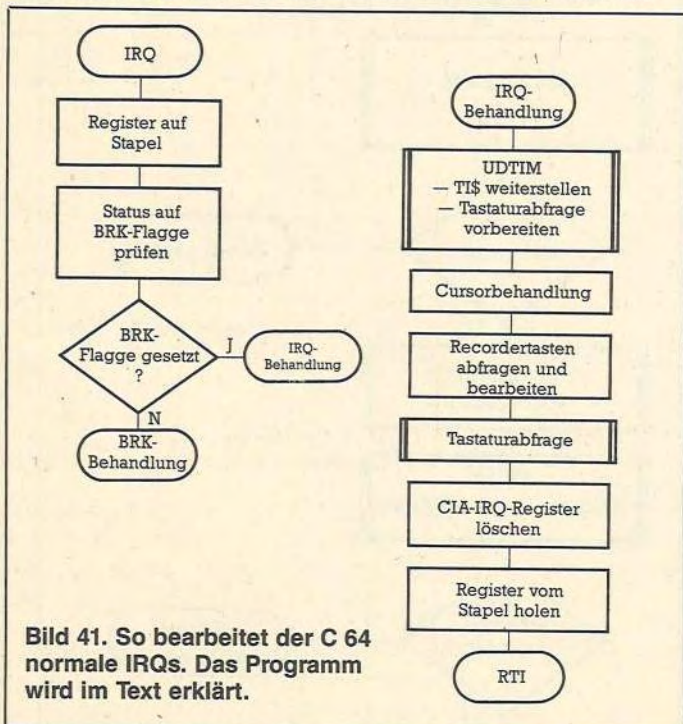 IRQ
Register auf
Stapel
Status auf
BRK-Flagge
prüfen
BRK-
Flagge gesetzt
?
J
IRQ-
Behandlung
N
BRK-
Behandlung
IRQ-
Behandlung
UDTIM
— TI$ weiterstellen
— Tastaturabfrage
vorbereiten
Cursorbehandlung
Recordertasten
abfragen und
bearbeiten
Tastaturabfrage
CIA-IRQ-Register
löschen
Register vom
Stapel holen
RTI
Bild 41. So bearbeitet der C 64
normale IRQs. Das Programm
wird im Text erklärt.